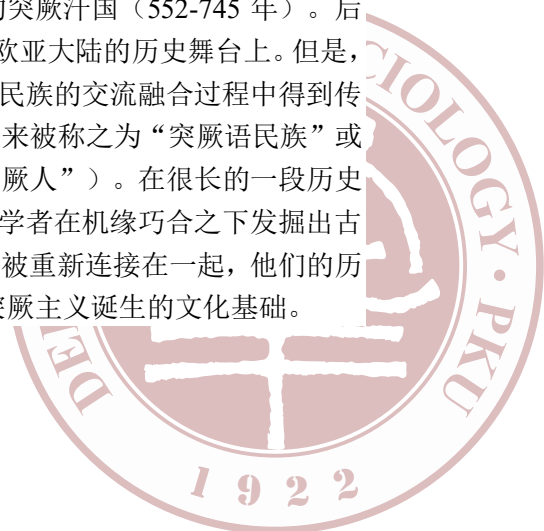 突厥汗国（552-745 年）。后
欧亚大陆的历史舞台上。但是，
民族的交流融合过程中得到传
来被称之为“突厥语民族”或
厥人”）。在很长的一段历史
学者在机缘巧合之下发掘出古
被重新连接在一起，他们的历
突厥主义诞生的文化基础。
CIOLOGY · PKU
DE
1922